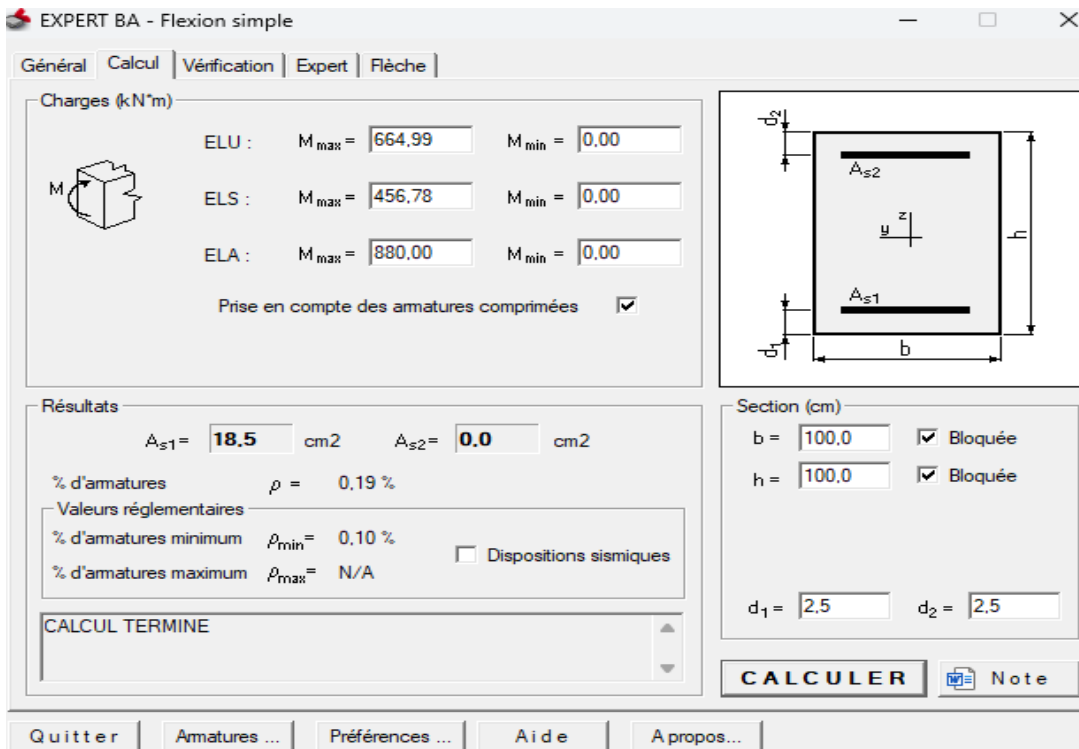 EXPERT BA - Flexion simple
Général Calcul Vérification Expert Flèche
Charges (kN*m)
ELU : M max = 664,99 M min = 0,00
ELS : M max = 456,78 M min = 0,00
ELA : M max = 880,00 M min = 0,00
M
Prise en compte des armatures comprimées
d2
As2
z
y
h
As1
d1
b
Résultats
As1= 18,5 cm2 As2= 0.0 cm2
% d'armatures ρ = 0,19 %
Valeurs réglementaires
% d'armatures minimum ρmin= 0,10 %
Dispositions sismiques
% d'armatures maximum ρmax= N/A
CALCUL TERMINE
Section (cm)
b = 100,0 Bloquée
h = 100,0 Bloquée
d1 = 2,5 d2 = 2,5
CALCULER Note
Quitter Armatures ... Préférences ... Aide A propos...